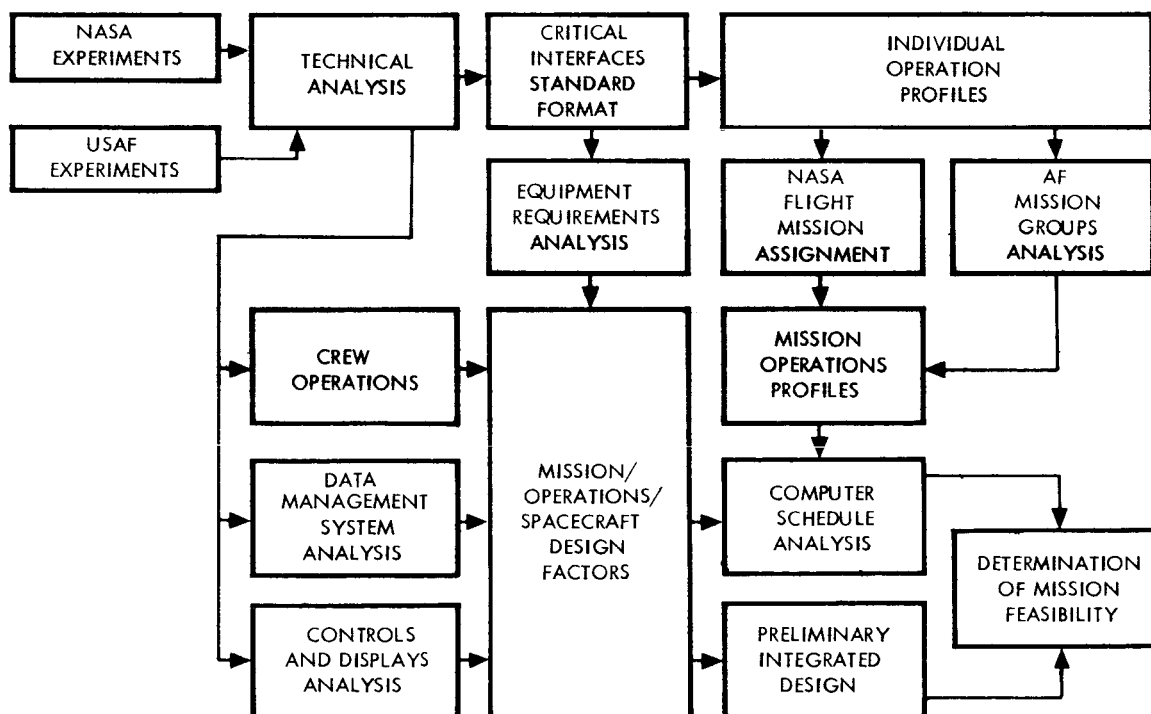 NASA
EXPERIMENTS
TECHNICAL
ANALYSIS
CRITICAL
INTERFACES
STANDARD
FORMAT
INDIVIDUAL
OPERATION
PROFILES
USAF
EXPERIMENTS
EQUIPMENT
REQUIREMENTS
ANALYSIS
NASA
FLIGHT
MISSION
ASSIGNMENT
AF
MISSION
GROUPS
ANALYSIS
CREW
OPERATIONS
MISSION
OPERATIONS
PROFILES
DATA
MANAGEMENT
SYSTEM
ANALYSIS
MISSION/
OPERATIONS/
SPACECRAFT
DESIGN
FACTORS
COMPUTER
SCHEDULE
ANALYSIS
DETERMINATION
OF MISSION
FEASIBILITY
CONTROLS
AND DISPLAYS
ANALYSIS
PRELIMINARY
INTEGRATED
DESIGN